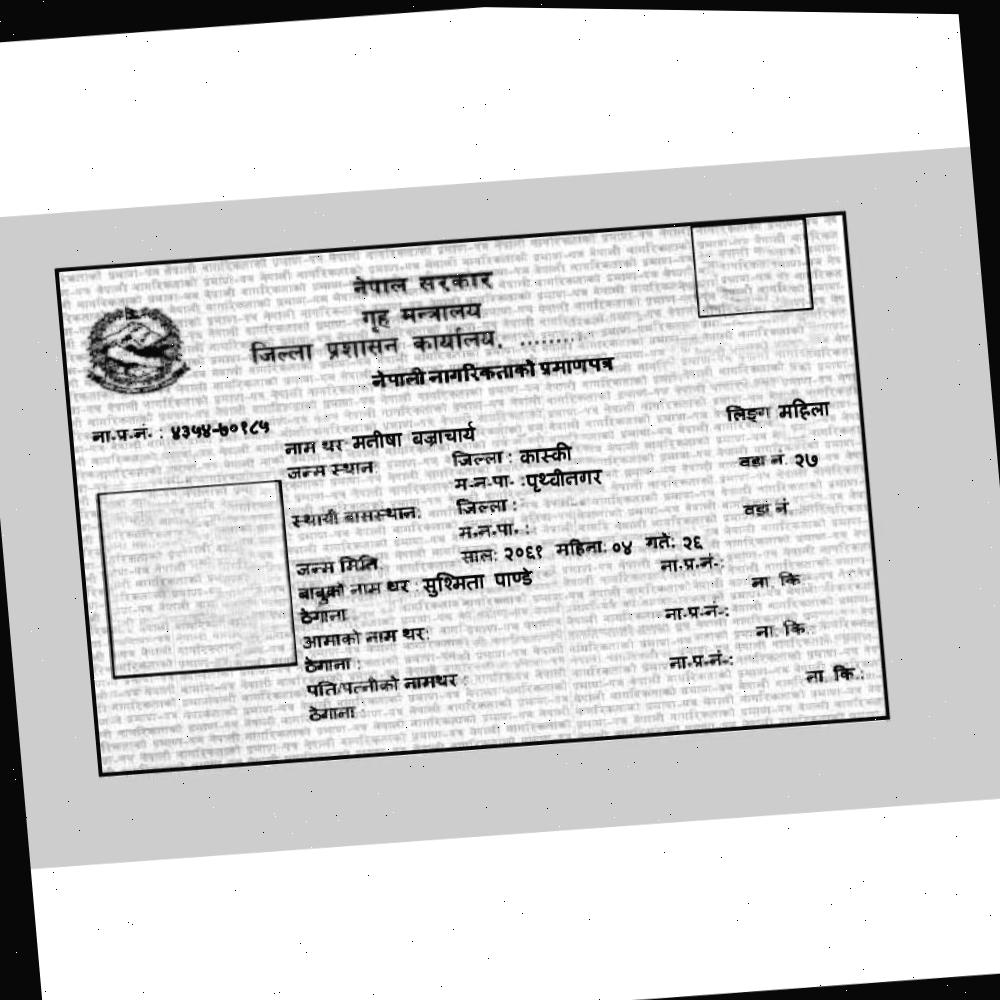 नेपाल सरकार
गृह मन्त्रालय
जिल्ला प्रशासन कार्यालय, .........
नेपाली नागरिकताको प्रमाणपत्र
ना.प्र.नं. : ४३५४-७०१८५ लिङ्ग महिला
नाम थर मनीषा बज्राचार्य
जन्म स्थान: जिल्ला : कास्की वडा नं. २७
म.न.पा. : पृथ्वीनगर
स्थायी बासस्थान: जिल्ला : वडा नं.
म.न.पा. :
जन्म मिति: साल: २०६१ महिना: ०४ गते: २६
बाबुको नाम थर : सुश्मिता पाण्डे ना.प्र.नं.:
ठेगाना ना. कि.
आमाको नाम थर: ना.प्र.नं.:
ठेगाना : ना. कि.:
पति/पत्नीको नामथर : ना.प्र.नं.:
ठेगाना : ना. कि.: